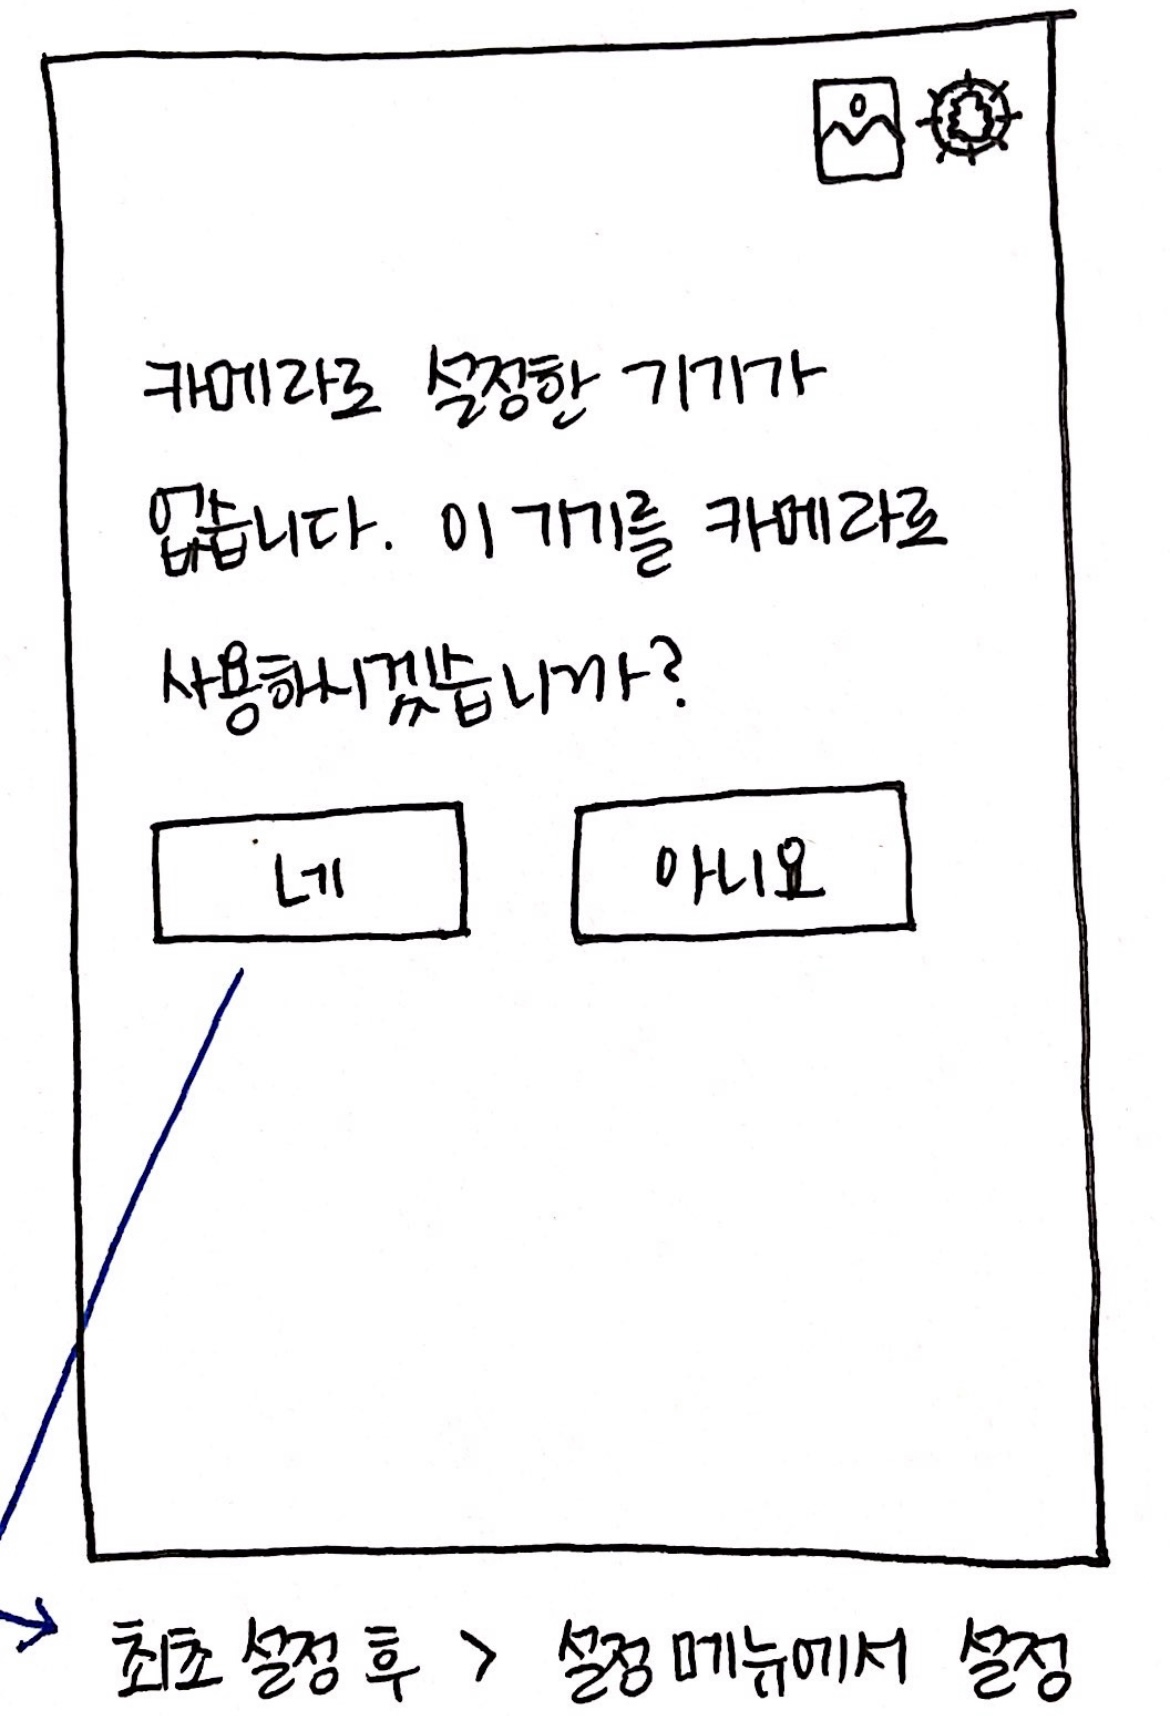 카메라로 설정한 기기가
없습니다. 이 기기를 카메라로
사용하시겠습니까?
네 아니요
최초 설정 후 > 설정 메뉴에서 설정